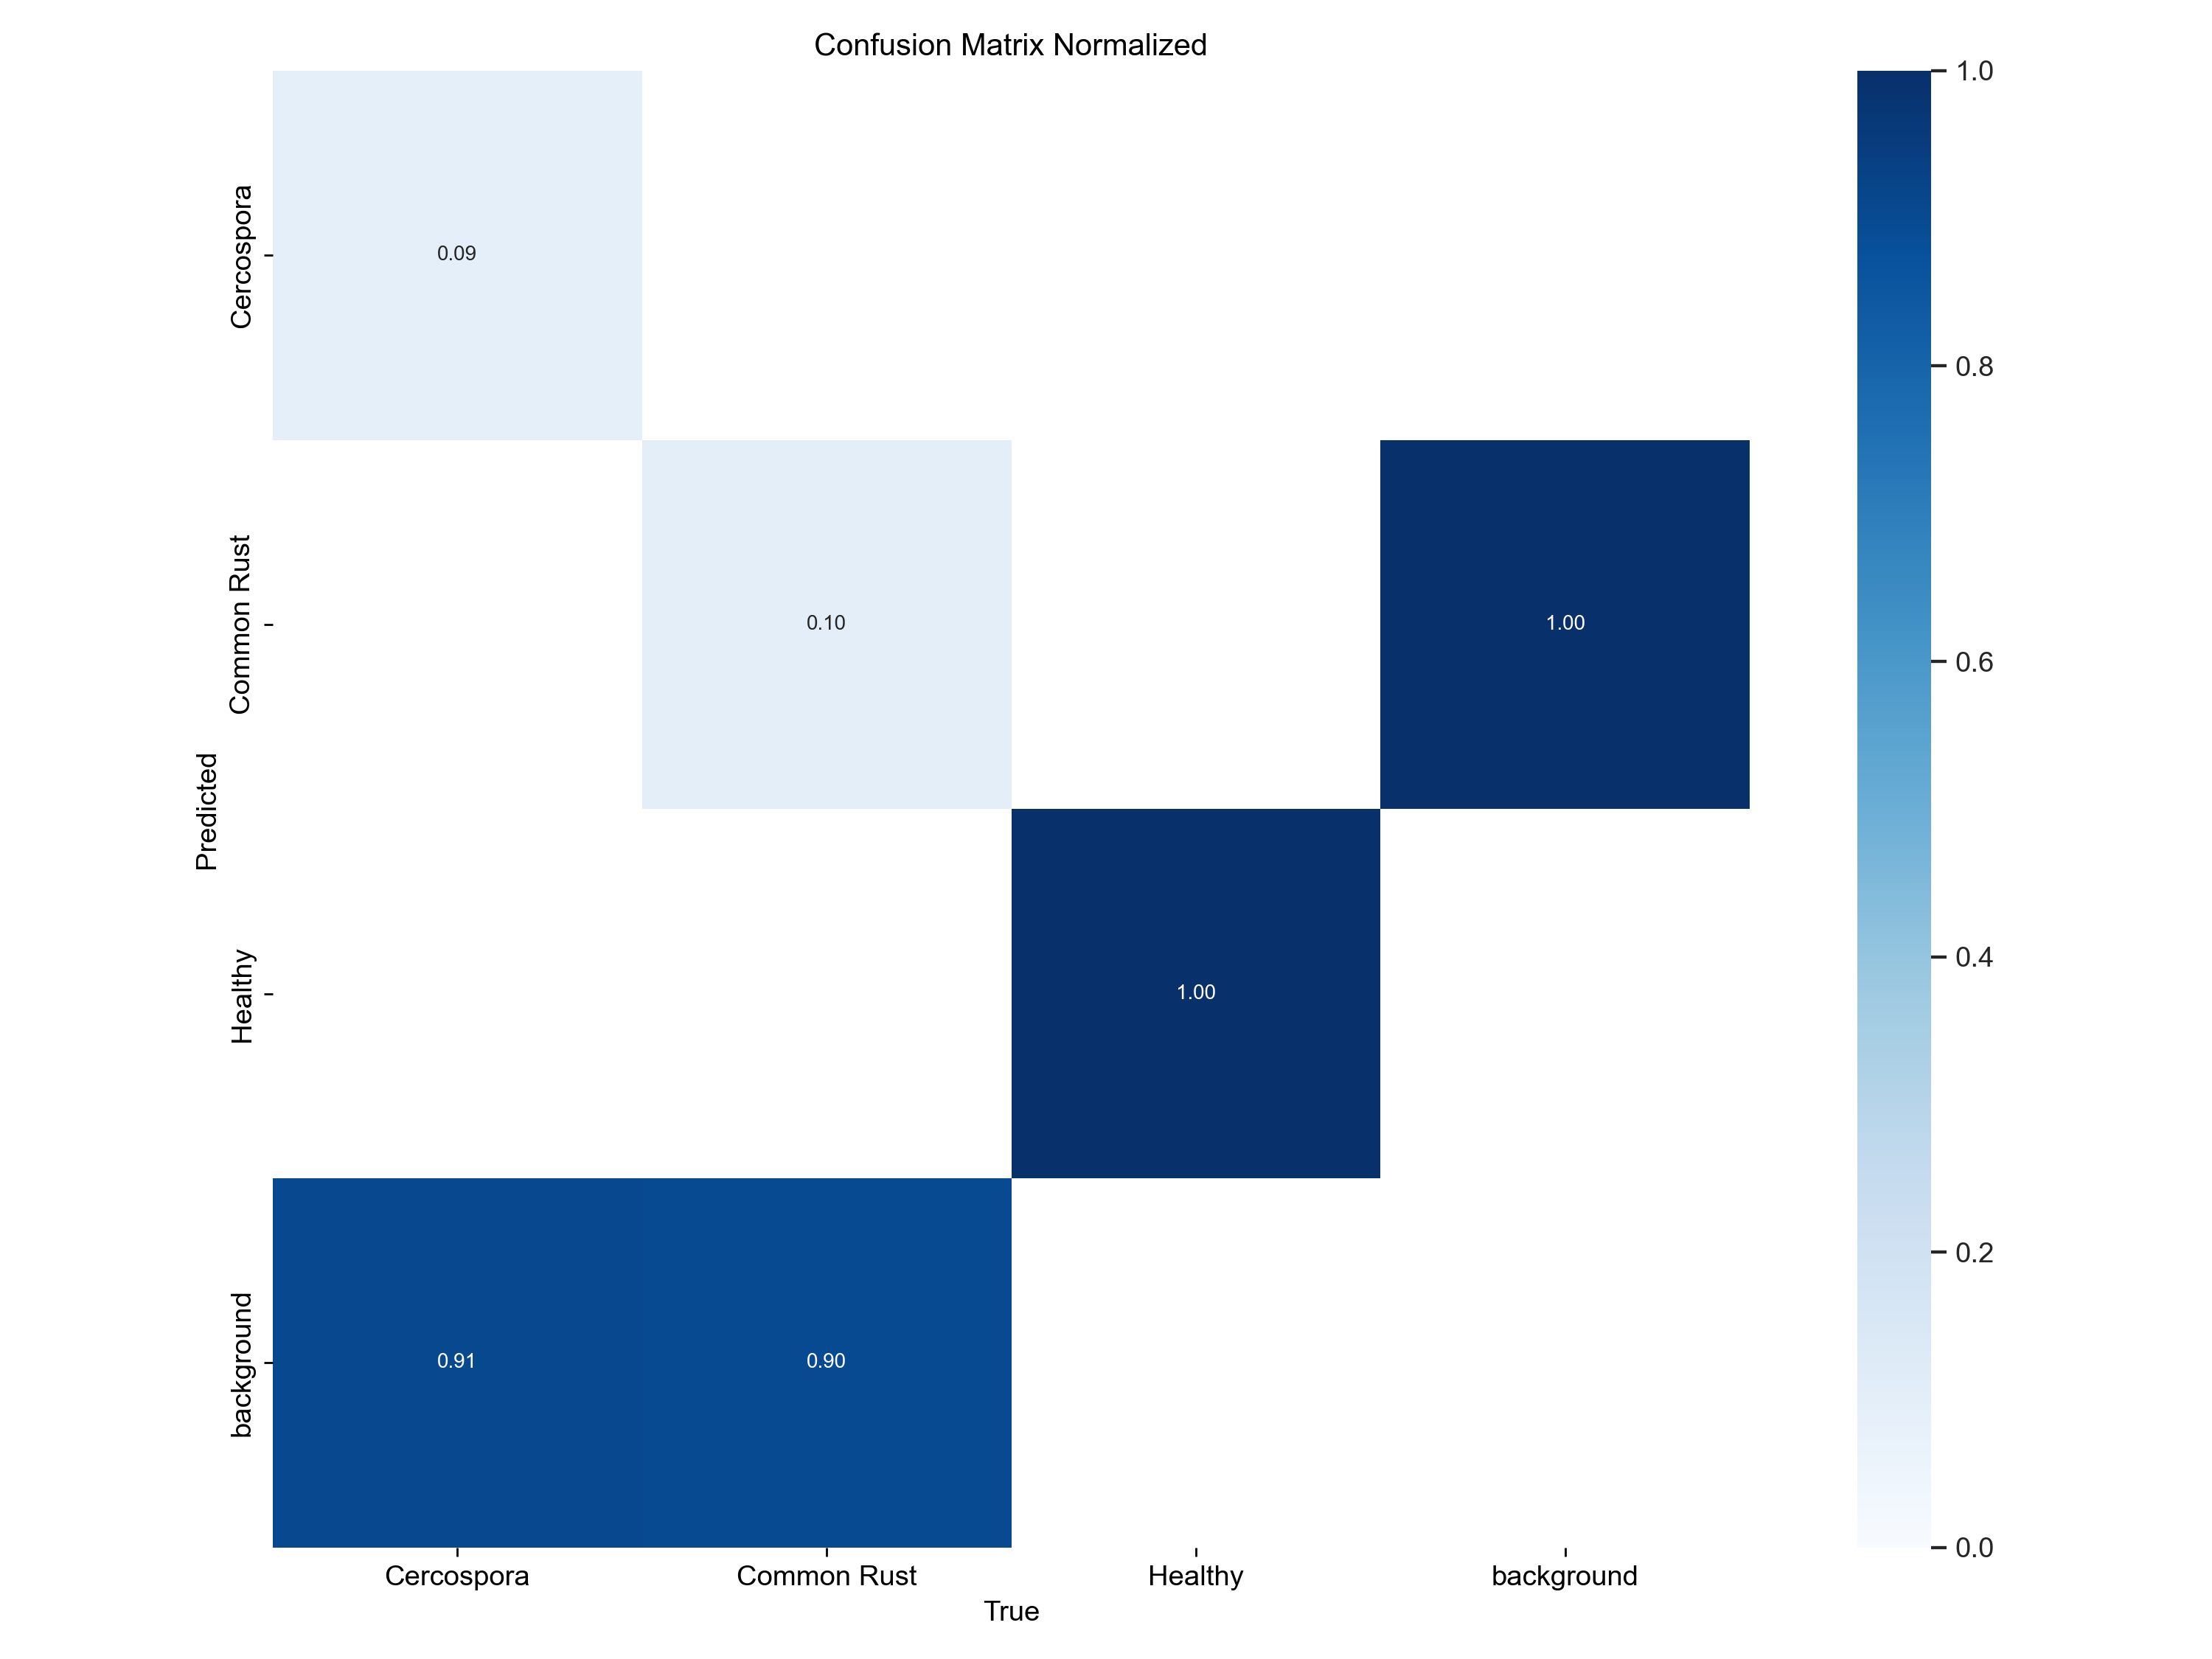 Confusion Matrix Normalized
Cercospora
0.09
Common Rust
0.10
1.00
Healthy
1.00
background
0.91
0.90
Predicted
Cercospora
Common Rust
Healthy
background
True
1.0
0.8
0.6
0.4
0.2
0.0